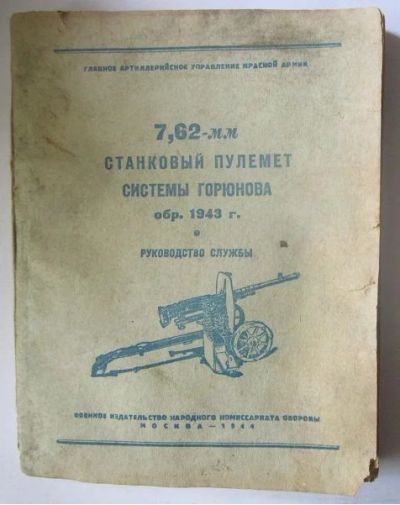 ГЛАВНОЕ АРТИЛЛЕРИЙСКОЕ УПРАВЛЕНИЕ КРАСНОЙ АРМИИ
7,62-мм
СТАНКОВЫЙ ПУЛЕМЕТ
СИСТЕМЫ ГОРЮНОВА
обр. 1943 г.
РУКОВОДСТВО СЛУЖБЫ
ВОЕННОЕ ИЗДАТЕЛЬСТВО НАРОДНОГО КОМИССАРИАТА ОБОРОНЫ
МОСКВА - 1944